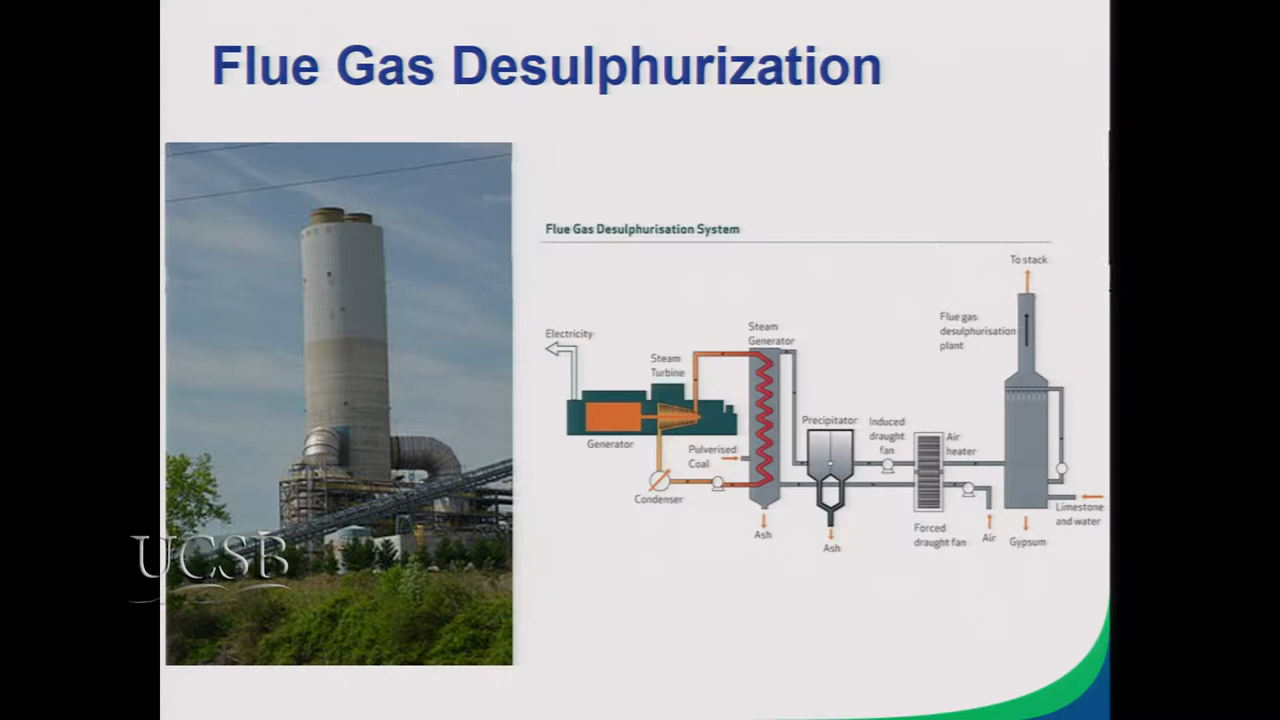 Flue Gas Desulphurization
Flue Gas Desulphurisation System
To stack
Flue gas
desulphurisation
plant
Steam
Generator
Electricity
Steam
Turbine
Generator
Pulverised
Coal
Condenser
Precipitator
Induced
draught
fan
Air
heater
Ash
Ash
Forced
draught fan
Air
Gypsum
Limestone
and water
UCSB